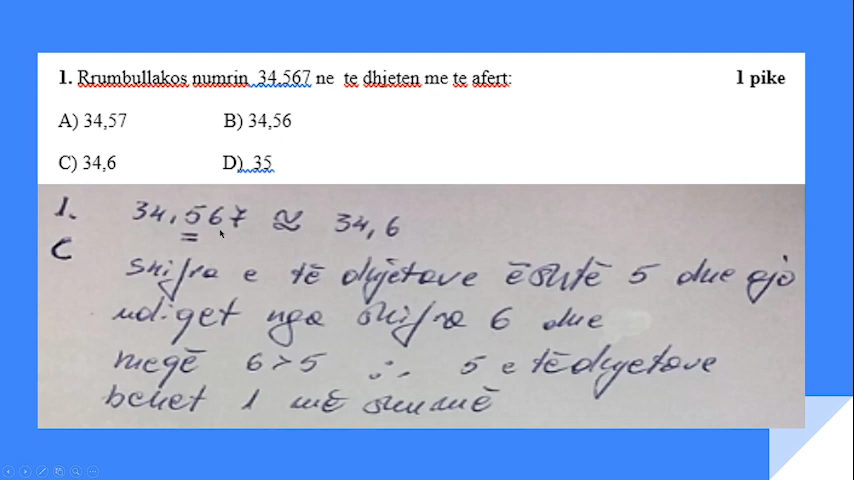 1. Rrumbullakos numrin 34,567 ne te dhjeten me te afert: 1 pike
A) 34,57 B) 34,56
C) 34,6 D) 35
1. 34,567 ≈ 34,6
C
Shifra e të dhjetave është 5 dhe ajo
ndiqet nga shifra 6 dhe
meqë 6 > 5 ∴ 5 e të dhjetave
behet 1 më shumë